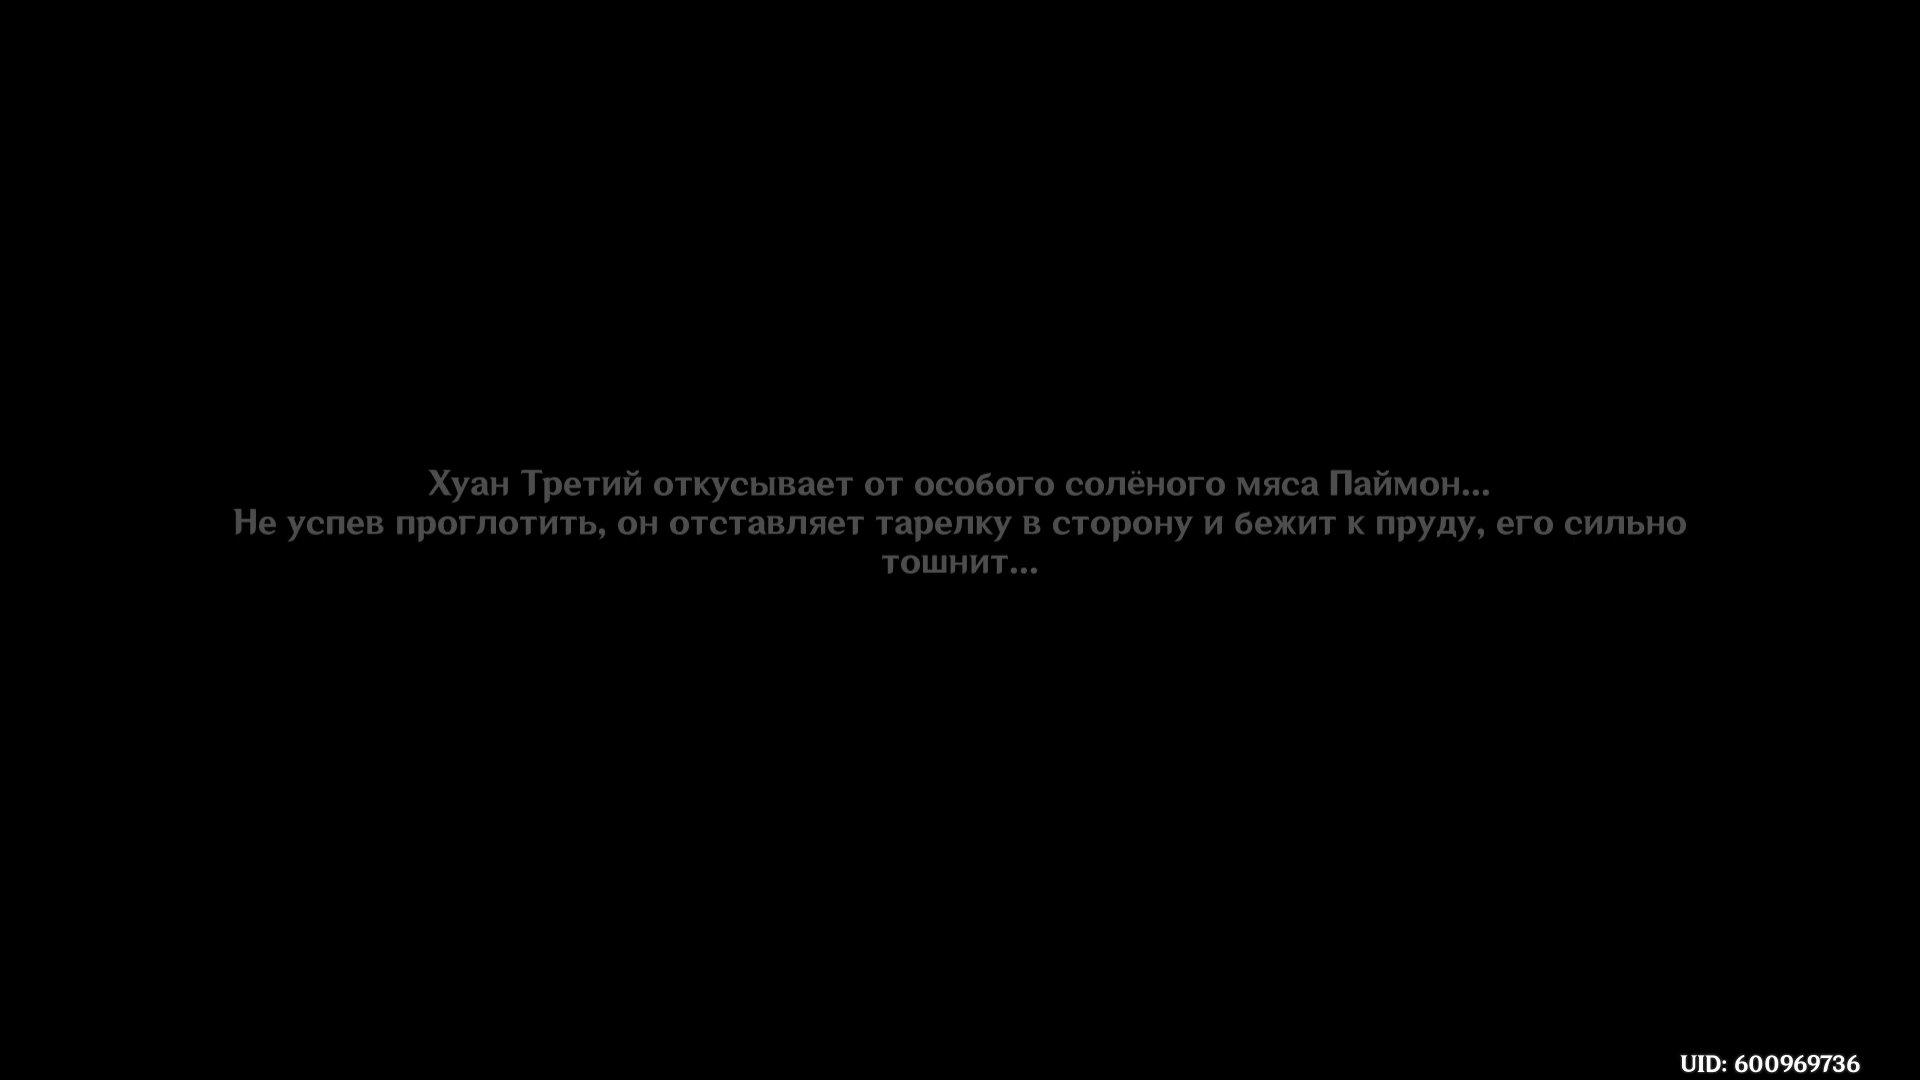 Хуан Третий откусывает от особого солёного мяса Паймон...
Не успев проглотить, он отставляет тарелку в сторону и бежит к пруду, его сильно
тошнит...
UID: 600969736